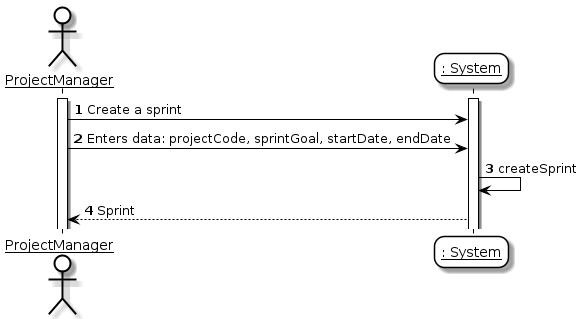 ProjectManager
: System
1 Create a sprint
2 Enters data: projectCode, sprintGoal, startDate, endDate
3 createSprint
4 Sprint
ProjectManager
: System